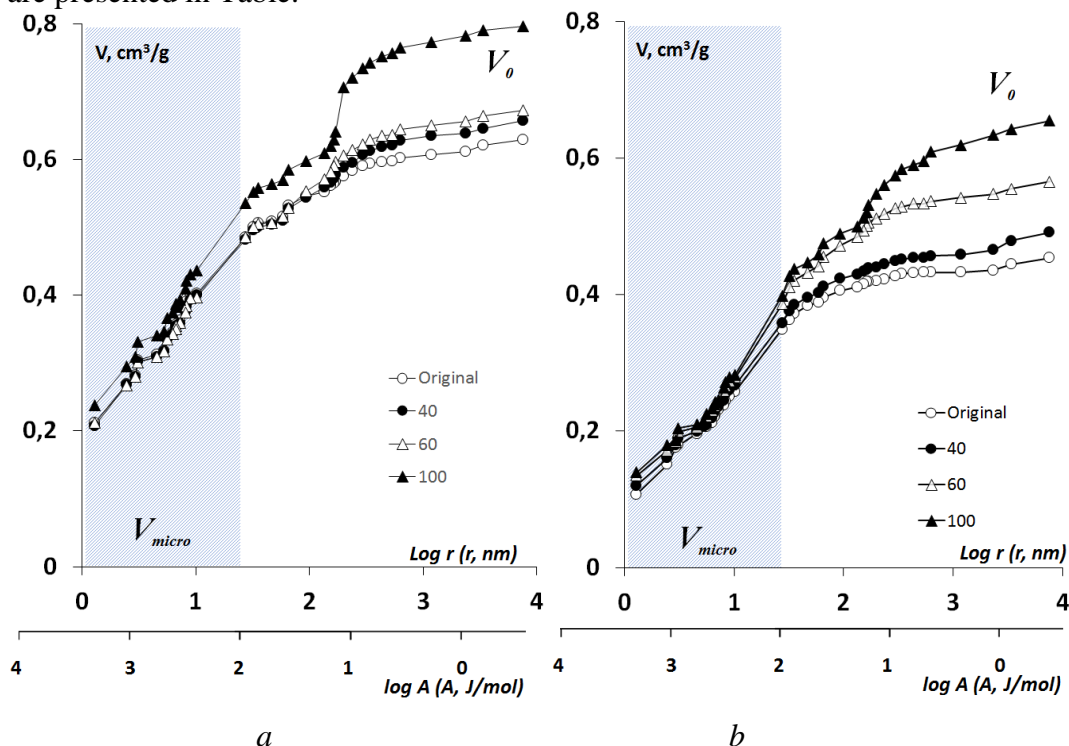 are presented in Table.
0,8
V, cm³/g
V₀
0,6
0,4
Original
40
60
100
0,2
Vmicro
Log r (r, nm)
0
0 1 2 3 4
4 3 2 1 0
log A (A, J/mol)
a
0,8
V, cm³/g
V₀
0,6
0,4
Original
40
60
100
0,2
Vmicro
Log r (r, nm)
0
0 1 2 3 4
4 3 2 1 0
log A (A, J/mol)
b